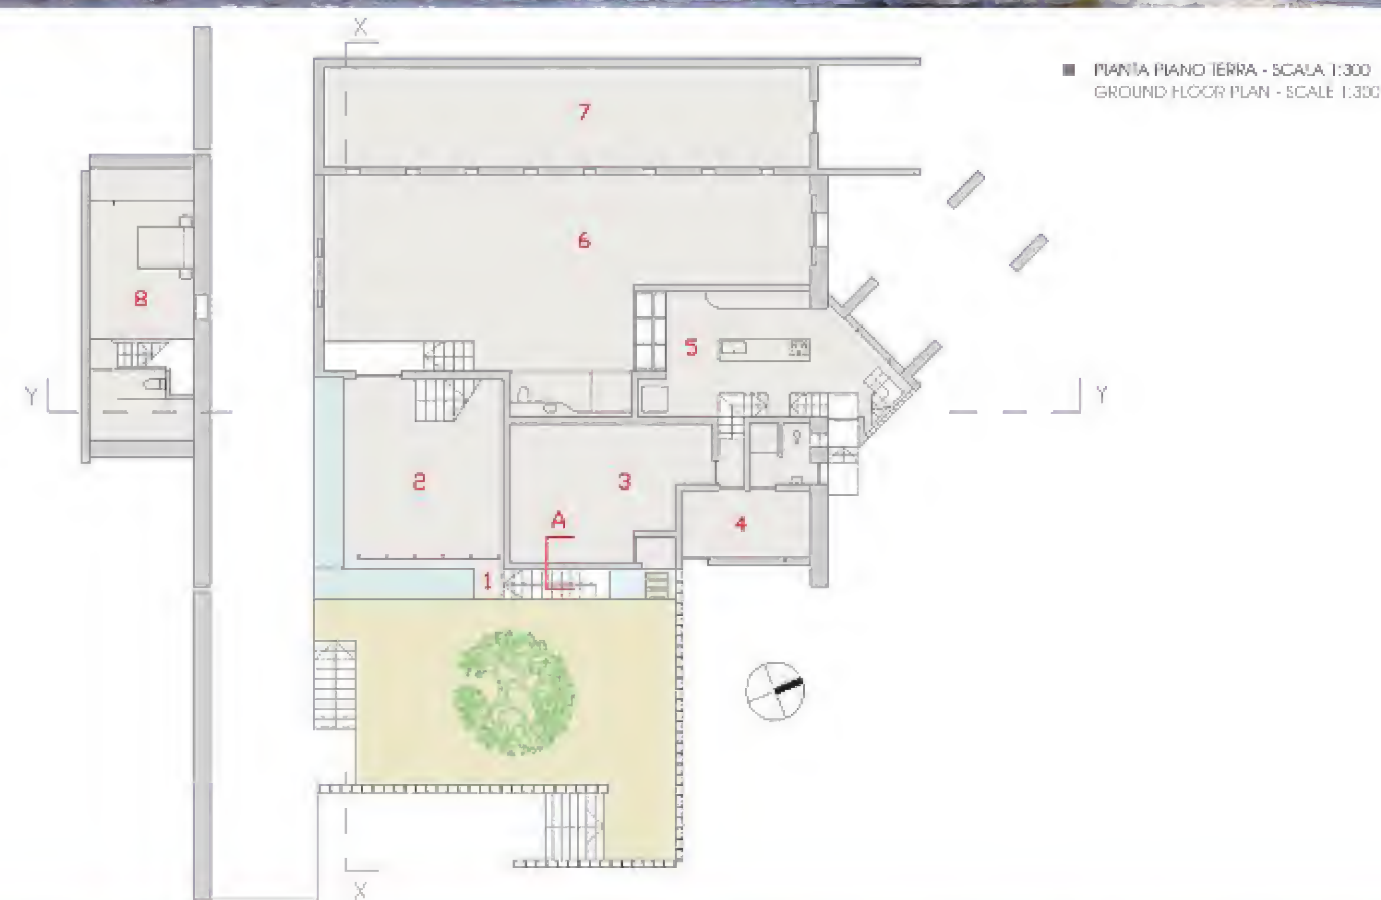 X
PIANTA PIANO TERRA - SCALA 1:300
GROUND FLOOR PLAN - SCALE 1:300
7
6
8
5
Y
Y
2
3
A
4
1
X